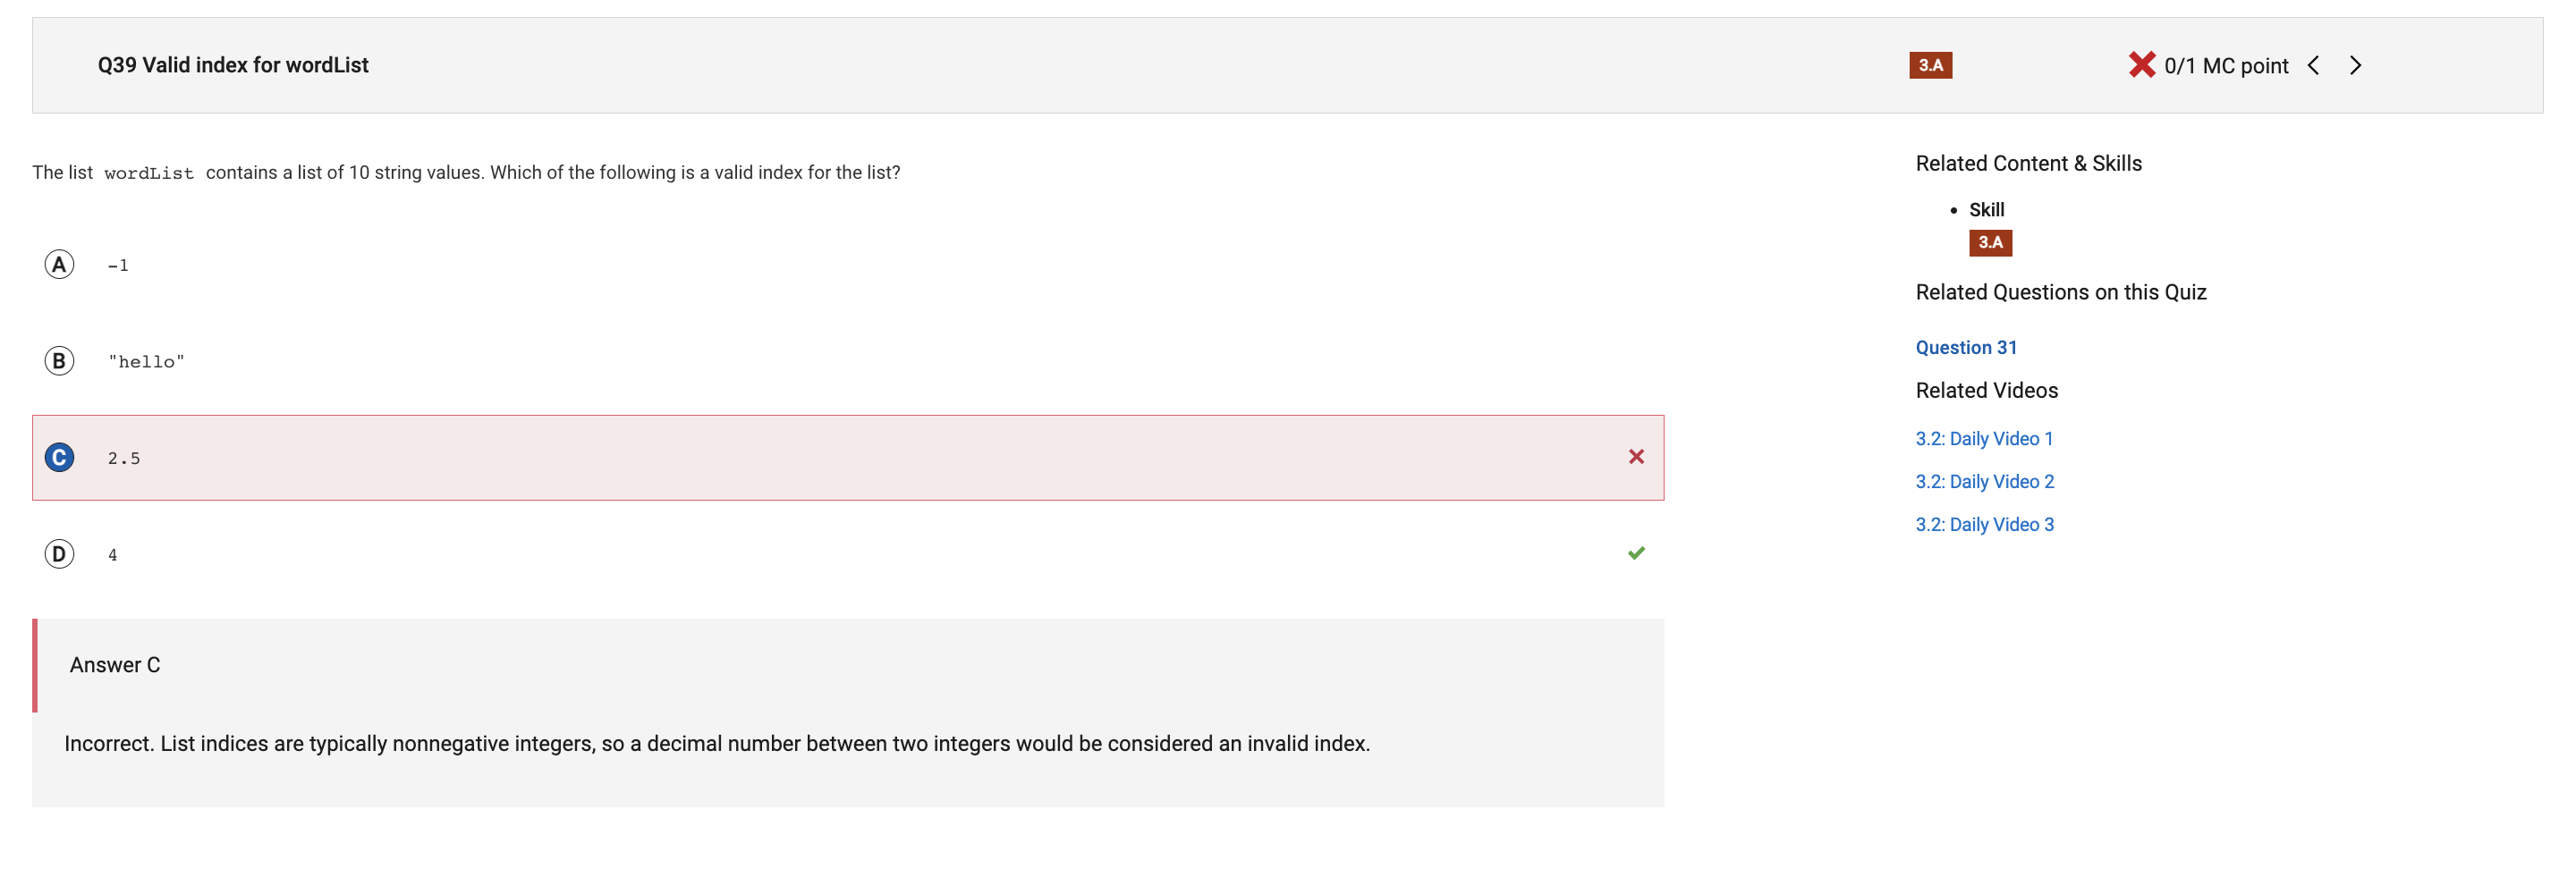 Q39 Valid index for wordList
3.A
0/1 MC point
The list wordList contains a list of 10 string values. Which of the following is a valid index for the list?
A -1
B "hello"
C 2.5
D 4
Answer C
Incorrect. List indices are typically nonnegative integers, so a decimal number between two integers would be considered an invalid index.
Related Content & Skills
• Skill
3.A
Related Questions on this Quiz
Question 31
Related Videos
3.2: Daily Video 1
3.2: Daily Video 2
3.2: Daily Video 3